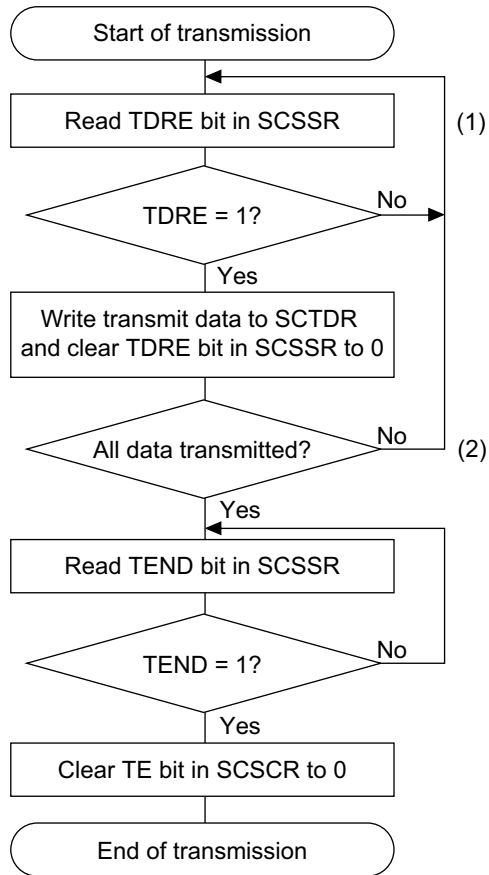 Start of transmission
Read TDRE bit in SCSSR
(1)
TDRE = 1?
No
Yes
Write transmit data to SCTDR
and clear TDRE bit in SCSSR to 0
All data transmitted?
No
(2)
Yes
Read TEND bit in SCSSR
TEND = 1?
No
Yes
Clear TE bit in SCSCR to 0
End of transmission